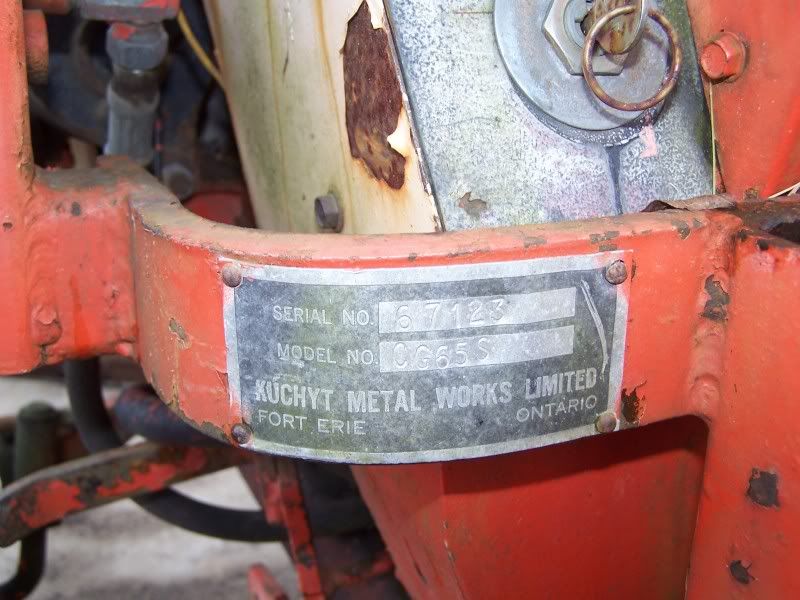 SERIAL NO. 67123
MODEL NO. CG65S
KUCHYT METAL WORKS LIMITED
FORT ERIE ONTARIO